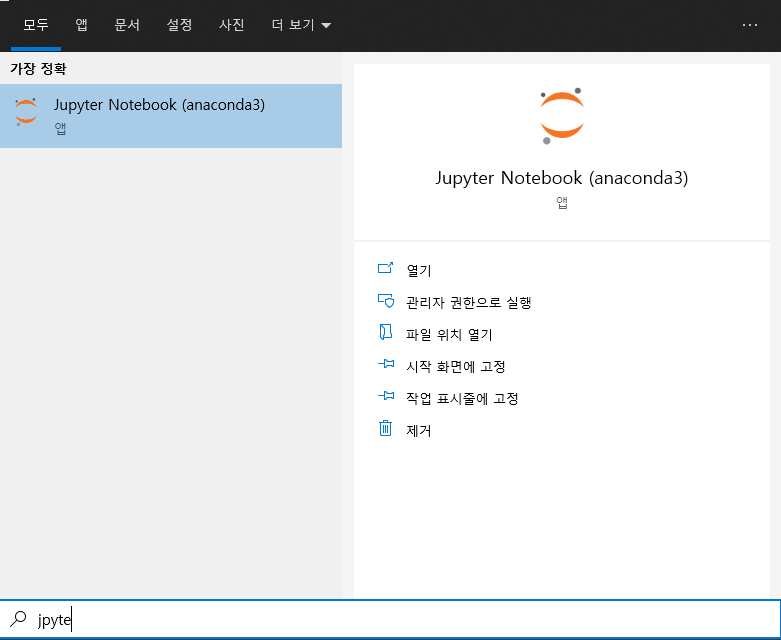 모두 앱 문서 설정 사진 더 보기 ...
가장 정확
Jupyter Notebook (anaconda3)
앱
Jupyter Notebook (anaconda3)
앱
열기
관리자 권한으로 실행
파일 위치 열기
시작 화면에 고정
작업 표시줄에 고정
제거
jpyte